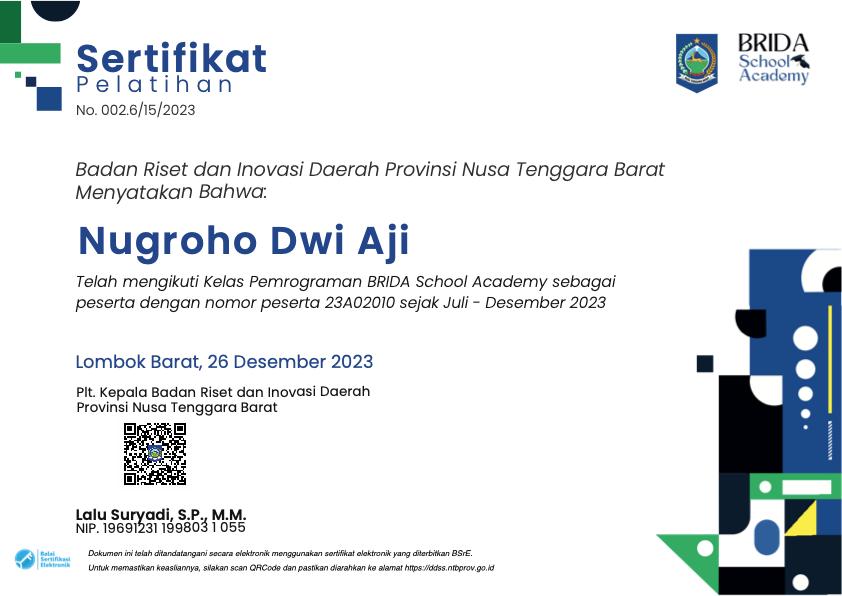 Sertifikat
Pelatihan
No. 002.6/15/2023
BRIDA
School
Academy
Badan Riset dan Inovasi Daerah Provinsi Nusa Tenggara Barat
Menyatakan Bahwa:
Nugroho Dwi Aji
Telah mengikuti Kelas Pemrograman BRIDA School Academy sebagai
peserta dengan nomor peserta 23A02010 sejak Juli - Desember 2023
Lombok Barat, 26 Desember 2023
Plt. Kepala Badan Riset dan Inovasi Daerah
Provinsi Nusa Tenggara Barat
Lalu Suryadi, S.P., M.M.
NIP. 19691231 199803 1 055
Balai
Sertifikasi
Elektronik
Dokumen ini telah ditandatangani secara elektronik menggunakan sertifikat elektronik yang diterbitkan BSrE.
Untuk memastikan keasliannya, silakan scan QRCode dan pastikan diarahkan ke alamat https://ddss.ntbprov.go.id